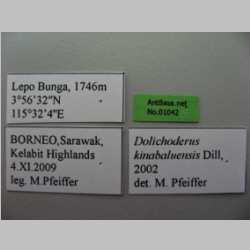 Lepo Bunga, 1746m
3°56'32"N
115°32'4"E
Antbase.net
No.01042
BORNEO,Sarawak,
Kelabit Highlands
4.XI.2009
leg. M.Pfeiffer
Dolichoderus
kinabaluensis Dill,
2002
det. M. Pfeiffer